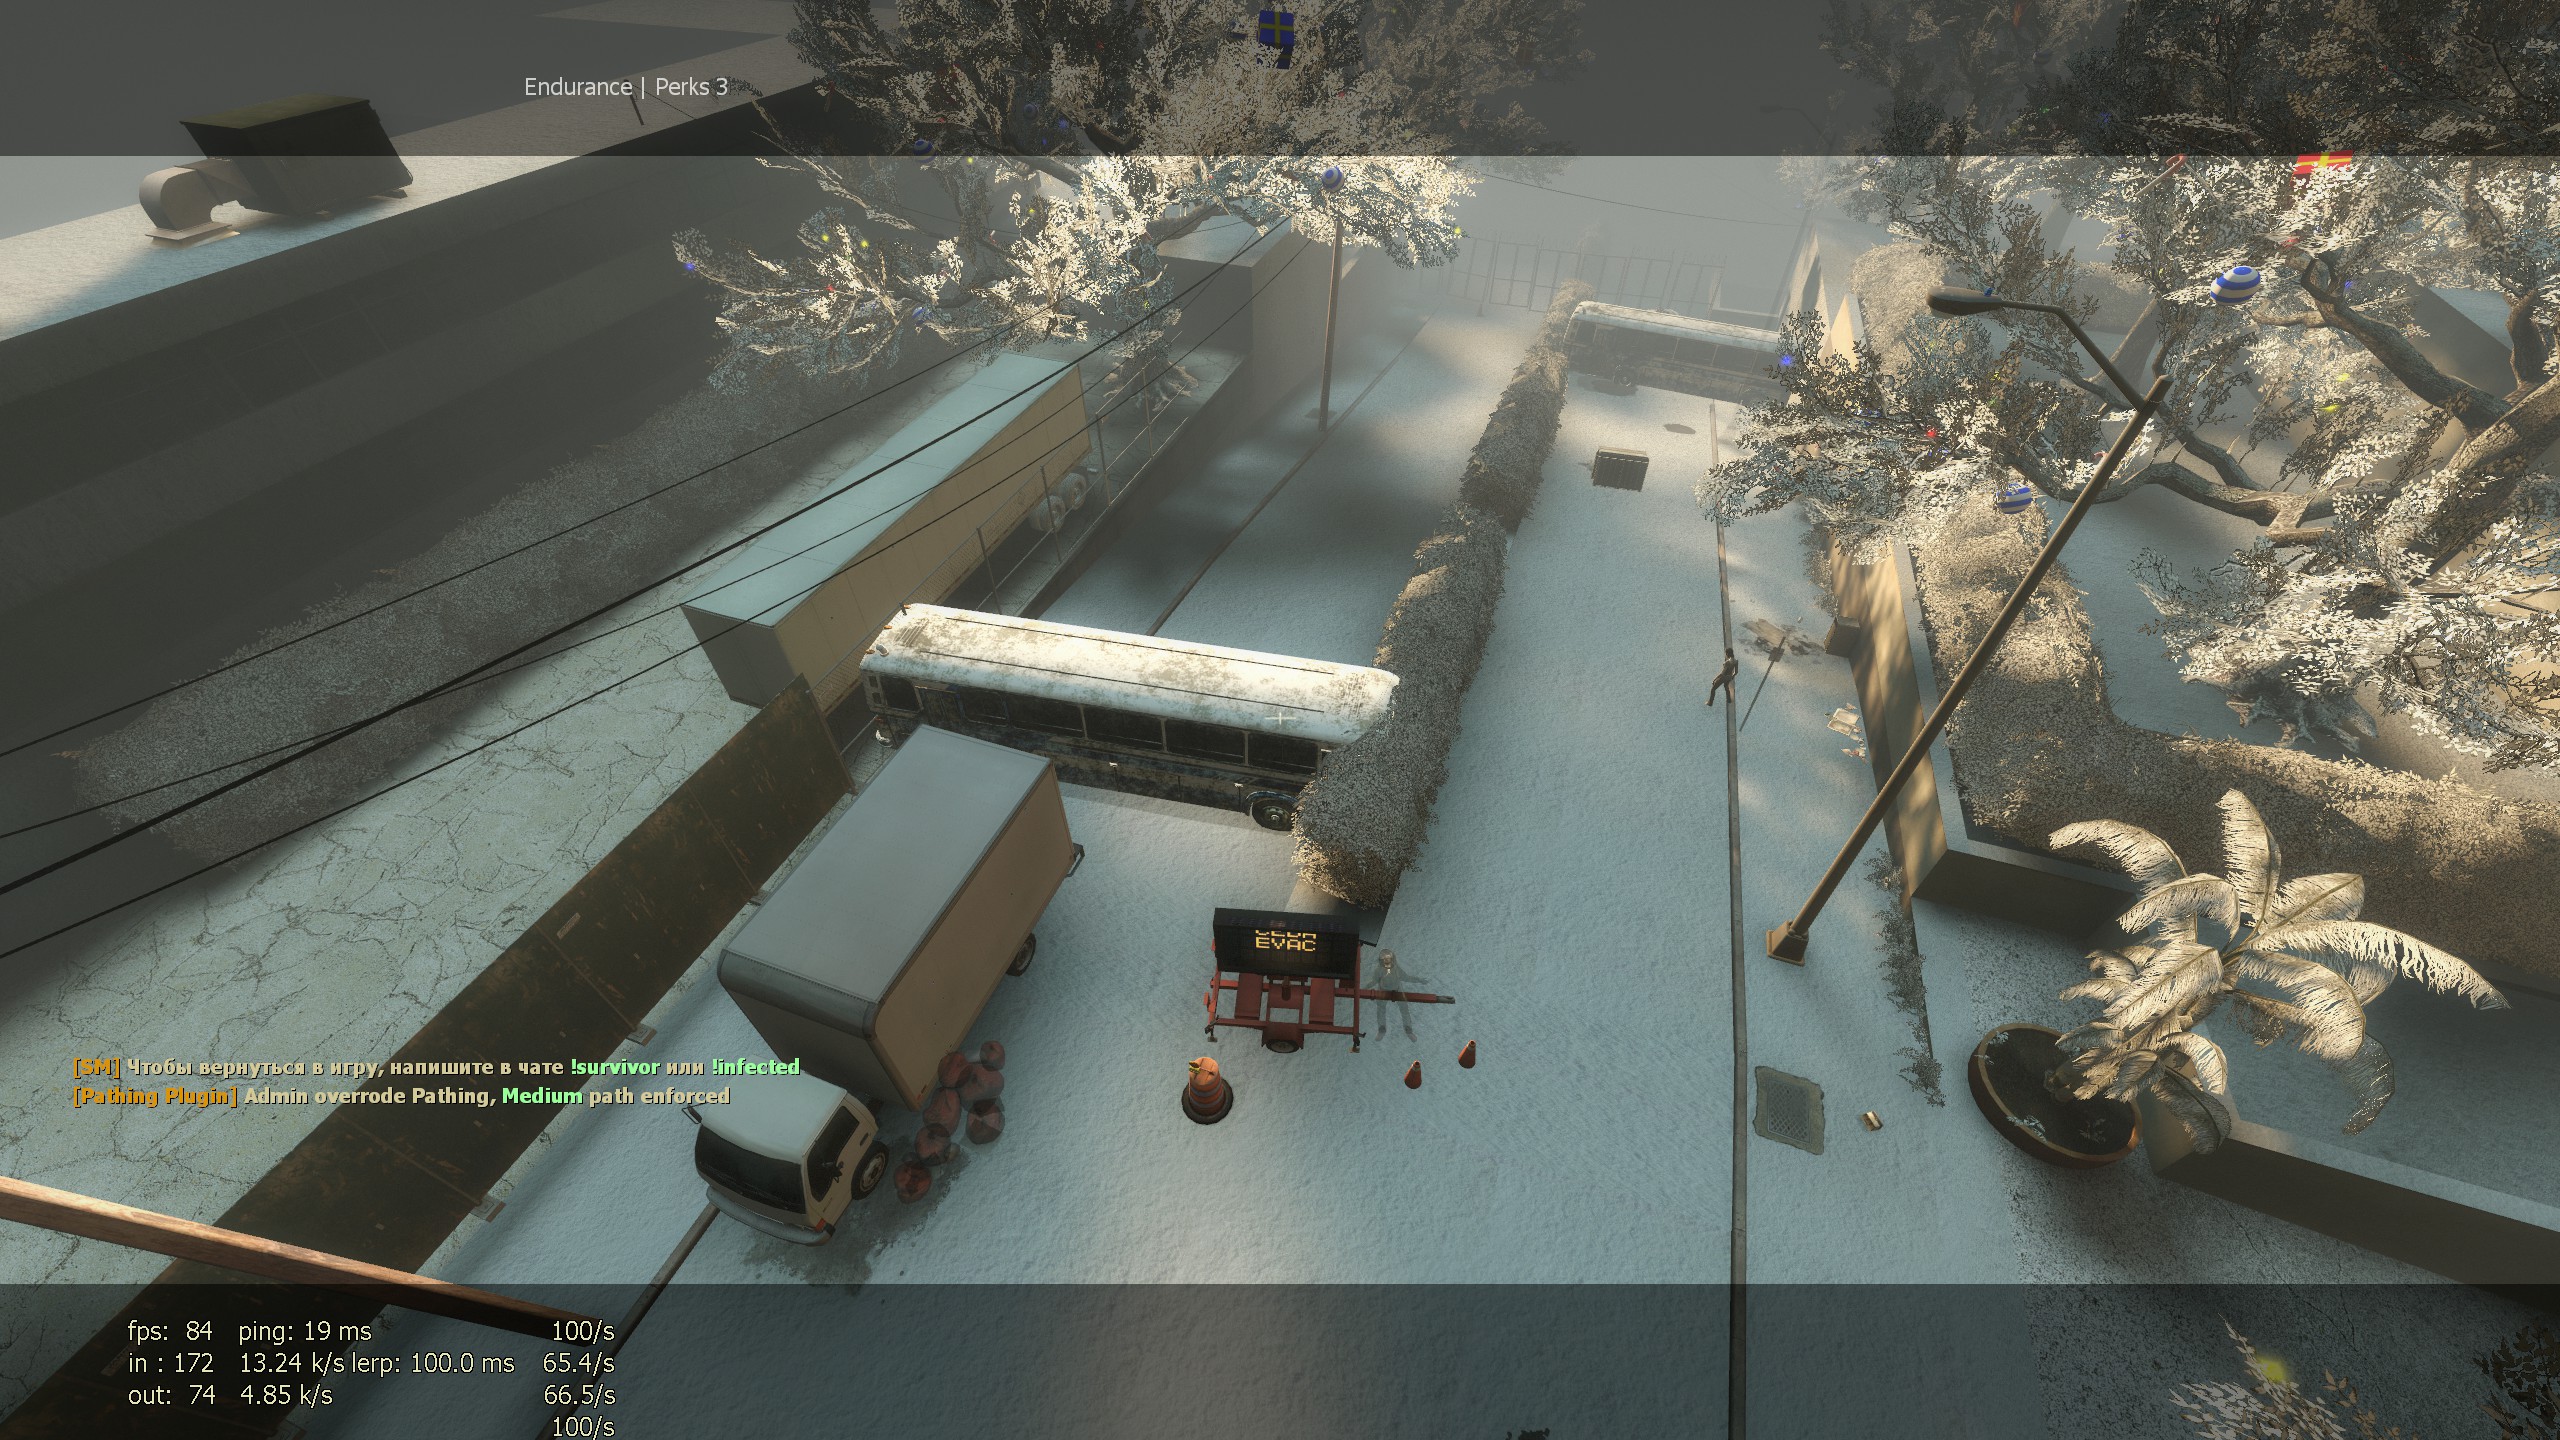 Endurance | Perks 3
EVAC
[SM] Чтобы вернуться в игру, напишите в чате !survivor или !infected
[Pathing Plugin] Admin overrode Pathing, Medium path enforced
fps: 84 ping: 19 ms 100/s
in : 172 13.24 k/s lerp: 100.0 ms 65.4/s
out: 74 4.85 k/s 66.5/s
100/s